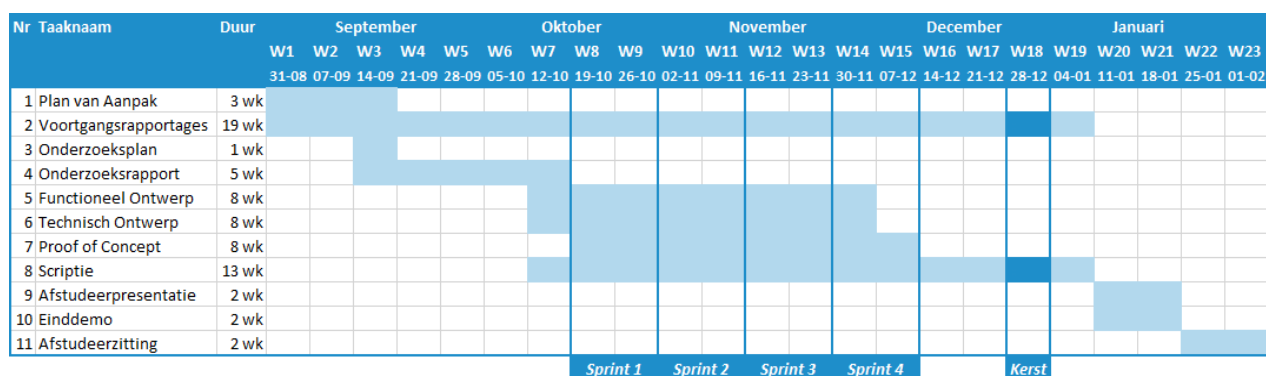 Nr Taaknaam Duur September Oktober November December Januari
W1 W2 W3 W4 W5 W6 W7 W8 W9 W10 W11 W12 W13 W14 W15 W16 W17 W18 W19 W20 W21 W22 W23
31-08 07-09 14-09 21-09 28-09 05-10 12-10 19-10 26-10 02-11 09-11 16-11 23-11 30-11 07-12 14-12 21-12 28-12 04-01 11-01 18-01 25-01 01-02
1 Plan van Aanpak 3 wk
2 Voortgangsrapportages 19 wk
3 Onderzoeksplan 1 wk
4 Onderzoeksrapport 5 wk
5 Functioneel Ontwerp 8 wk
6 Technisch Ontwerp 8 wk
7 Proof of Concept 8 wk
8 Scriptie 13 wk
9 Afstudeerpresentatie 2 wk
10 Einddemo 2 wk
11 Afstudeerzitting 2 wk
Sprint 1 Sprint 2 Sprint 3 Sprint 4 Kerst